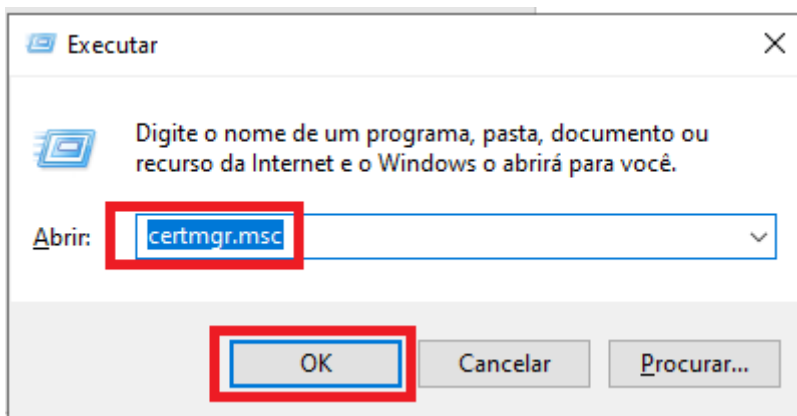 Executar
Digite o nome de um programa, pasta, documento ou
recurso da Internet e o Windows o abrirá para você.
Abrir: certmgr.msc
OK Cancelar Procurar...